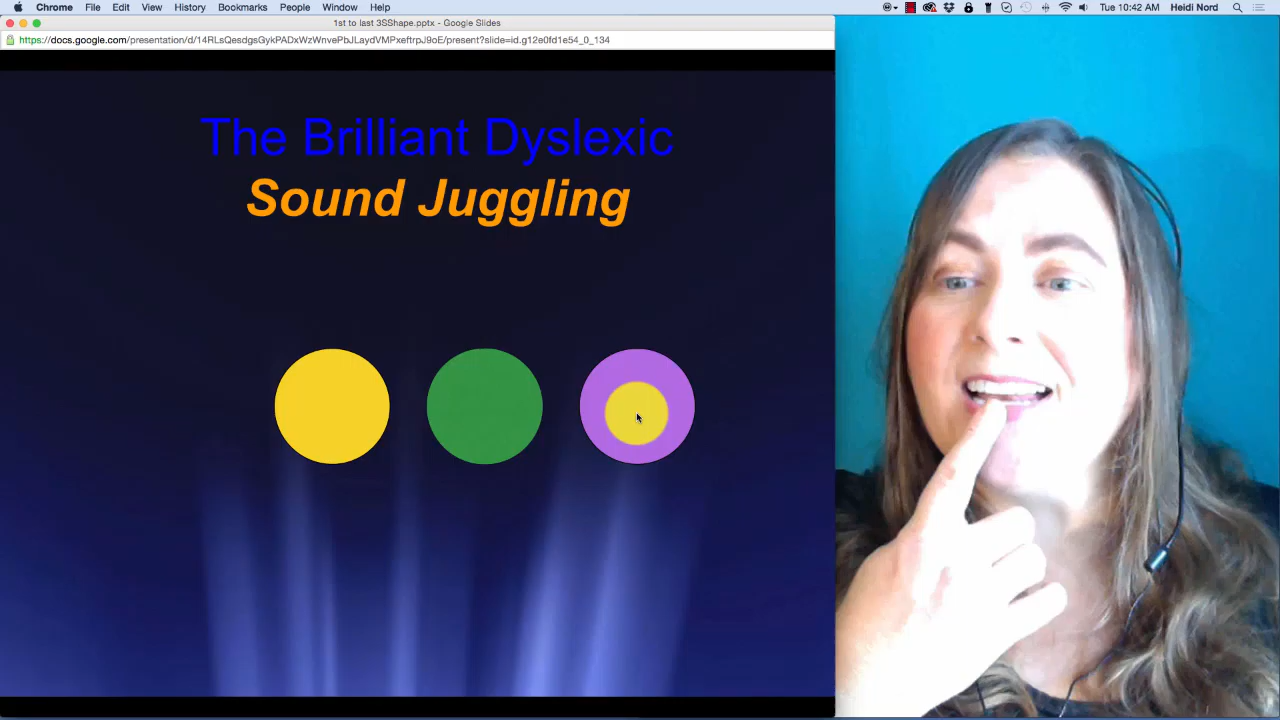 Chrome File Edit View History Bookmarks People Window Help Tue 10:42 AM Heidi Nord
1st to last 3SShape.pptx - Google Slides
https://docs.google.com/presentation/d/14RLsQesdgsGykPADxWzWnvePbJLaydVMPxeftrpJ9oE/present?slide=id.g12e0fd1e54_0_134
The Brilliant Dyslexic
Sound Juggling